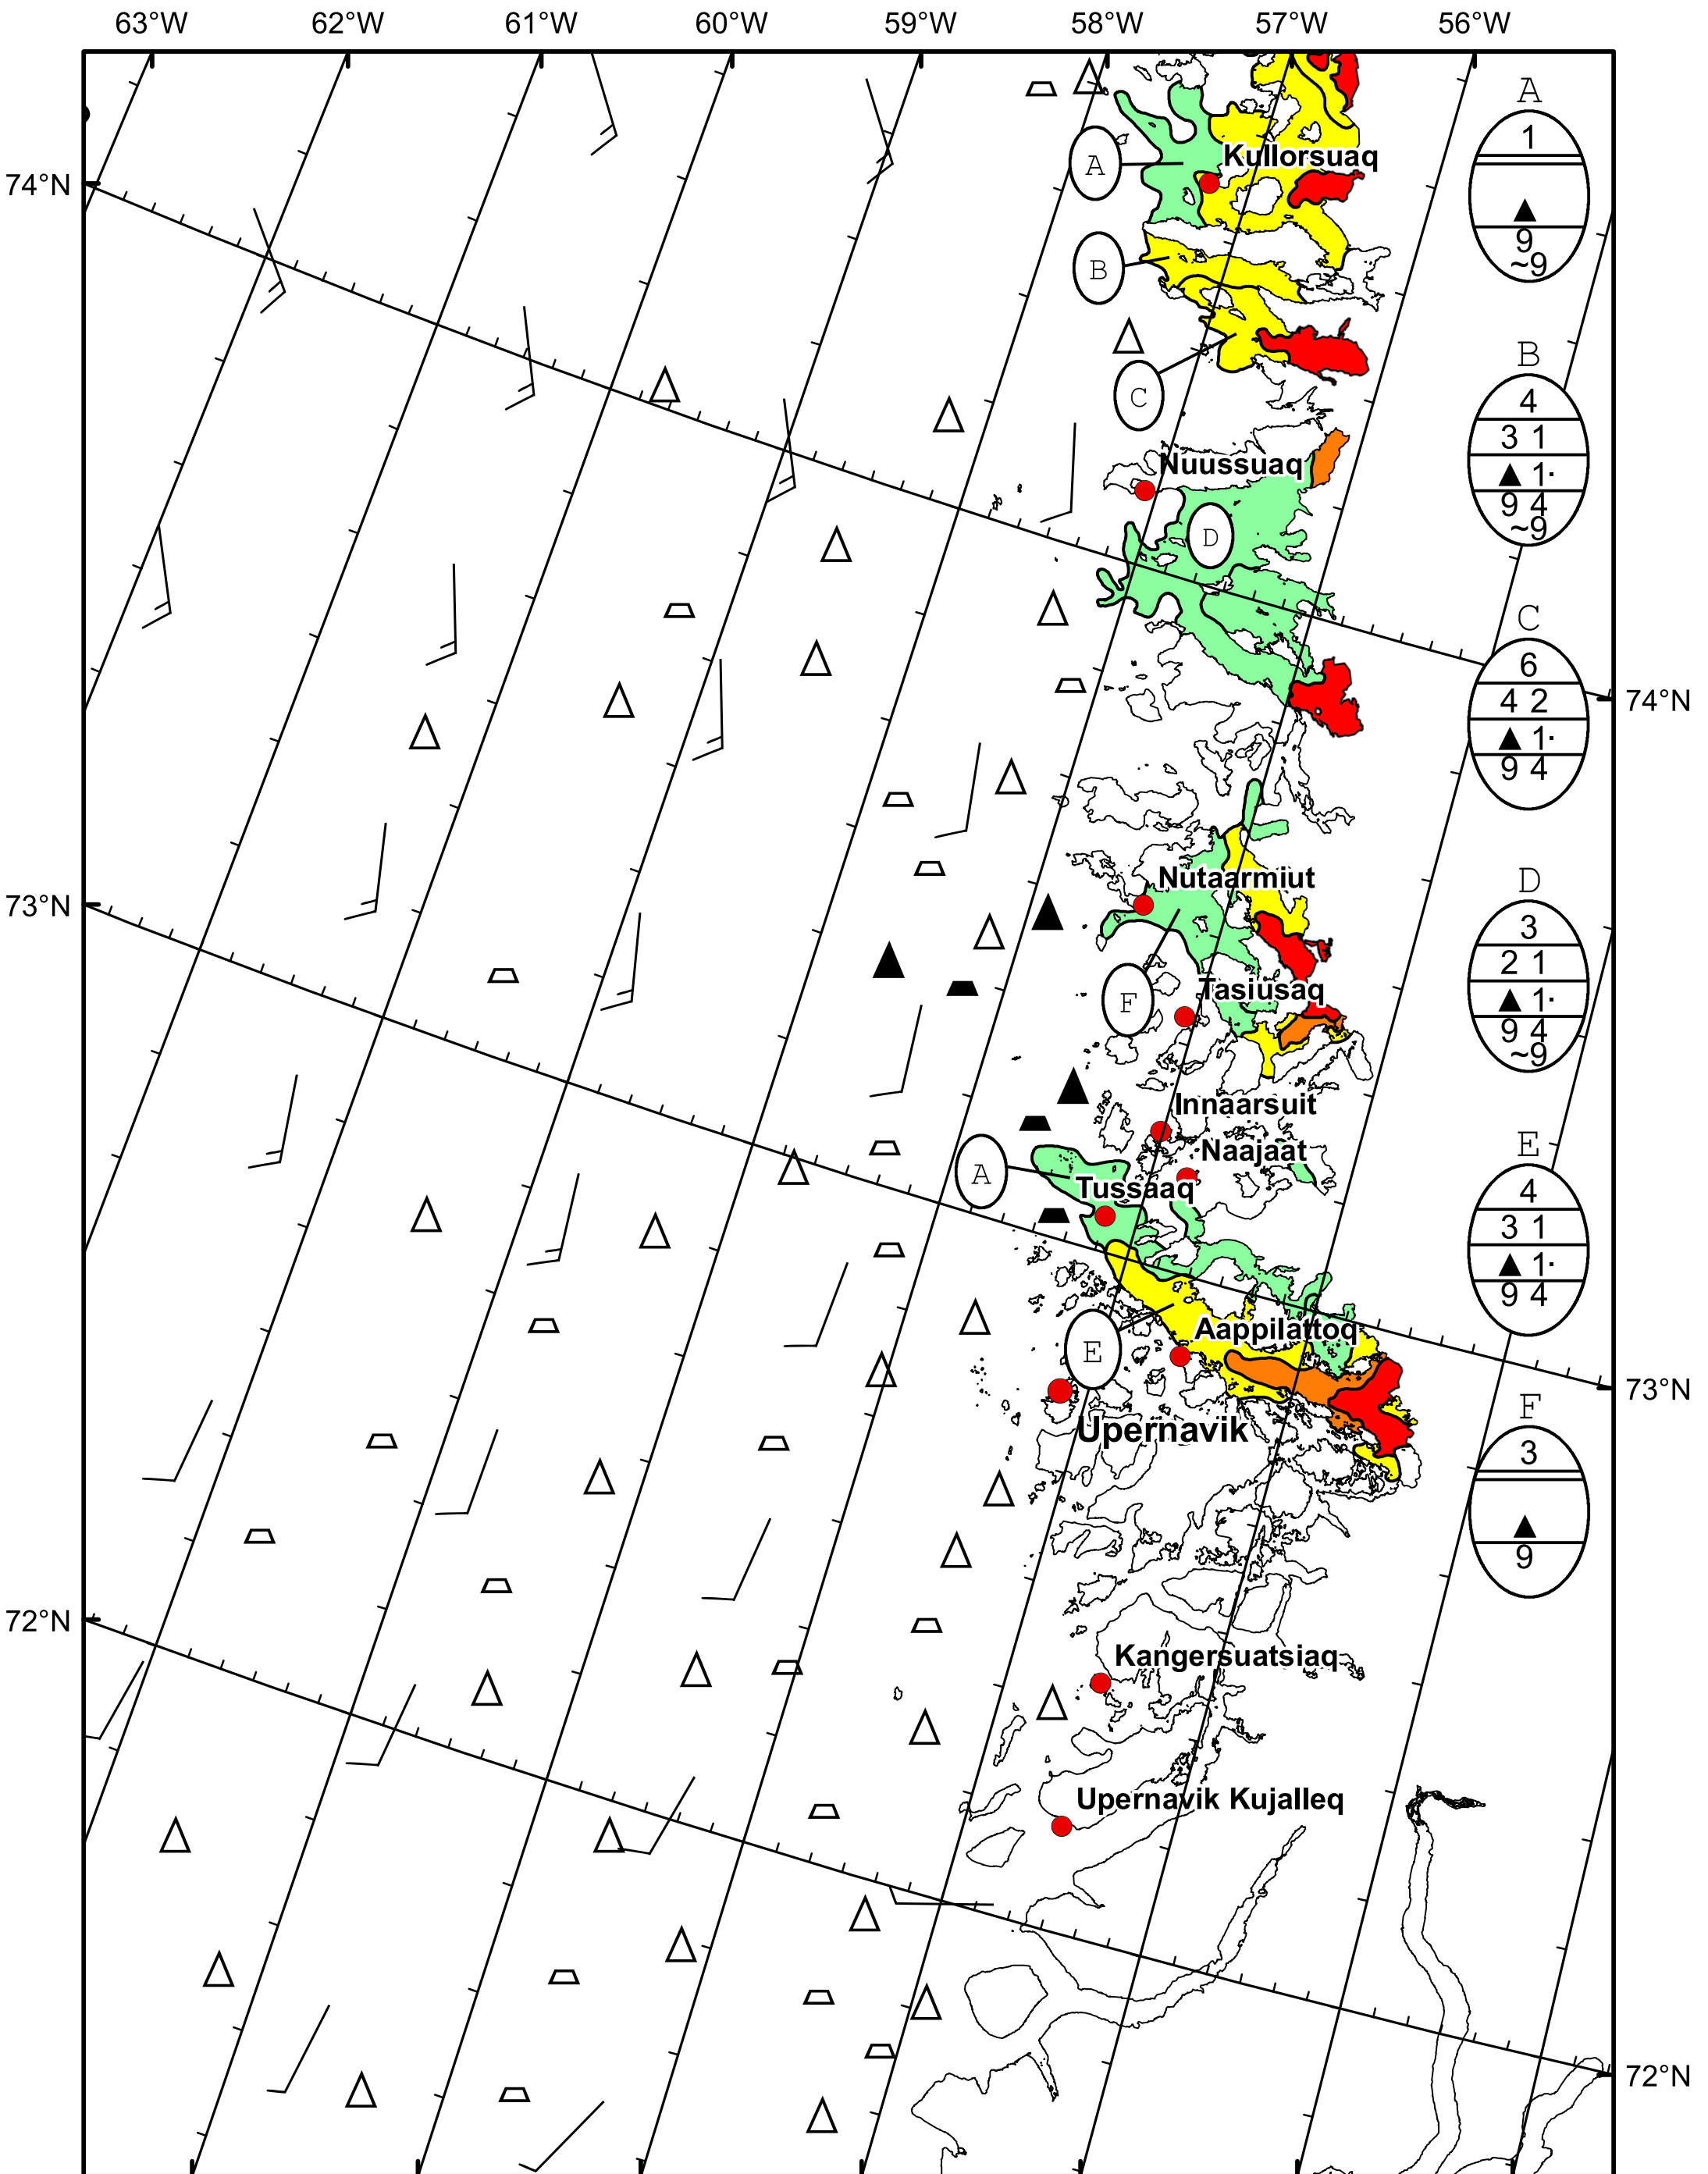 63°W 62°W 61°W 60°W 59°W 58°W 57°W 56°W
A
1
▲
9
~9
74°N
A
Kullorsuaq
B
C
B
4
3 1
▲ 1·
9 4
~9
Nuussuaq
D
C
6
4 2
▲ 1·
9 4
74°N
73°N
Nutaarmiut
F
Tasiusaq
D
3
2 1
▲ 1·
9 4
~9
Innaarsuit
Naajaat
A
Tussaaq
E
4
3 1
▲ 1·
9 4
Aappilattoq
E
73°N
Upernavik
F
3
▲
9
72°N
Kangersuatsiaq
Upernavik Kujalleq
72°N